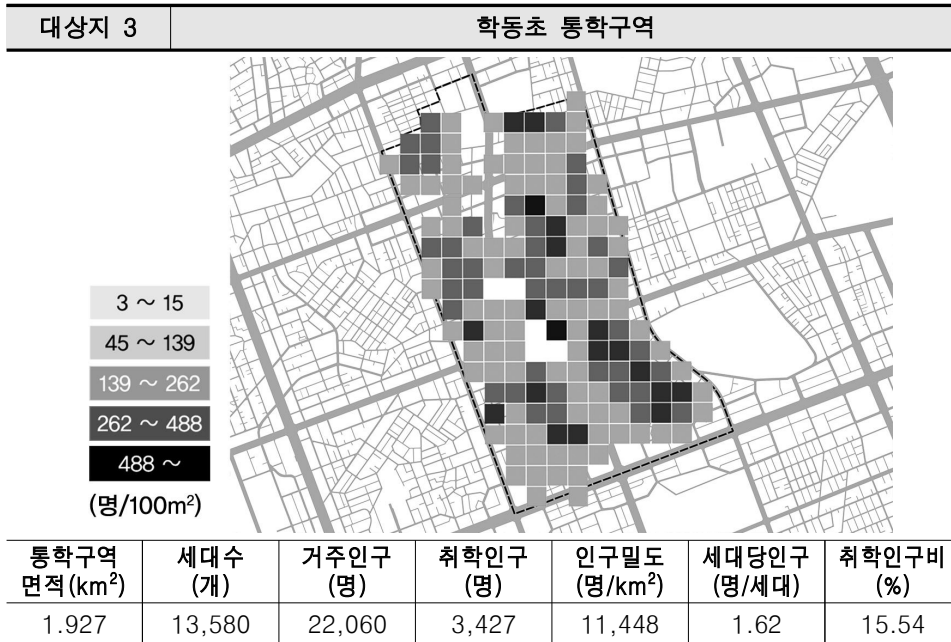 대상지 3 학동초 통학구역
3 ～ 15
45 ～ 139
139 ～ 262
262 ～ 488
488 ～
(명/100m²)
통학구역 면적(km²) 세대수 (개) 거주인구 (명) 취학인구 (명) 인구밀도 (명/km²) 세대당인구 (명/세대) 취학인구비 (%)
1.927 13,580 22,060 3,427 11,448 1.62 15.54